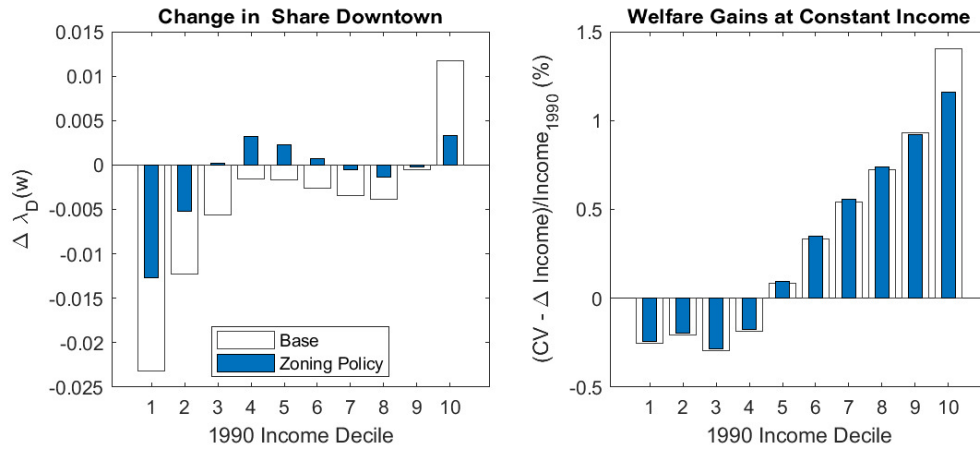 Change in Share Downtown
0.015
0.01
0.005
0
-0.005
-0.01
-0.015
-0.02
-0.025
Δ λD(w)
Base
Zoning Policy
1 2 3 4 5 6 7 8 9 10
1990 Income Decile
Welfare Gains at Constant Income
1.5
1
0.5
0
-0.5
(CV - Δ Income)/Income1990 (%)
1 2 3 4 5 6 7 8 9 10
1990 Income Decile